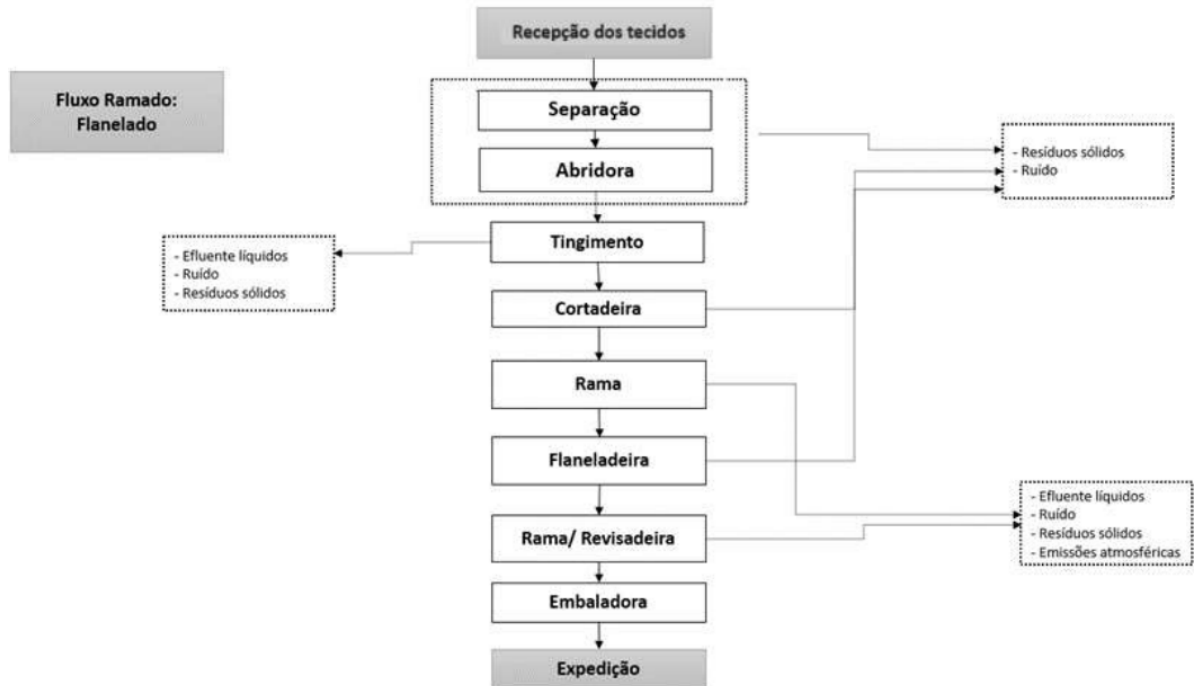 Recepção dos tecidos
Fluxo Ramado:
Flanelado
Separação
Abridora
- Resíduos sólidos
- Ruído
Tingimento
- Efluente líquidos
- Ruído
- Resíduos sólidos
Cortadeira
Rama
Flaneladeira
- Efluente líquidos
- Ruído
- Resíduos sólidos
- Emissões atmosféricas
Rama/ Revisadeira
Embaladora
Expedição